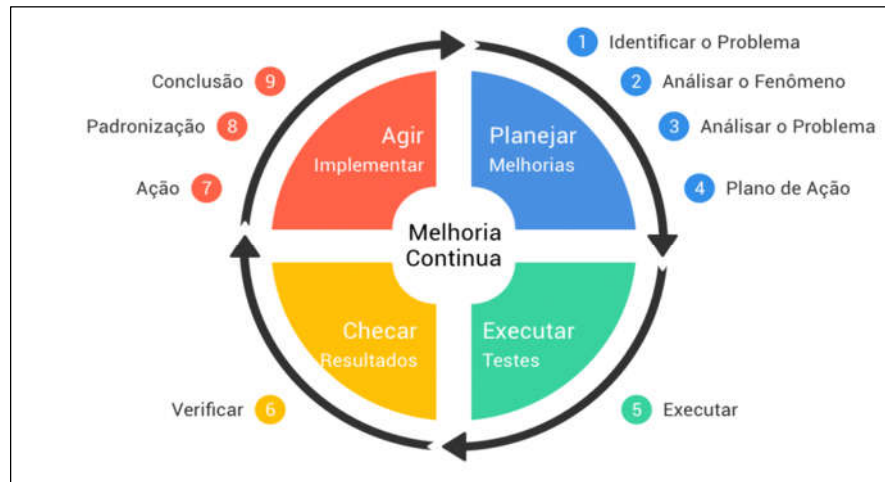 1 Identificar o Problema
2 Análisar o Fenômeno
3 Análisar o Problema
4 Plano de Ação
Conclusão 9
Padronização 8
Ação 7
Agir
Implementar
Planejar
Melhorias
Melhoria
Continua
Checar
Resultados
Executar
Testes
Verificar 6
5 Executar